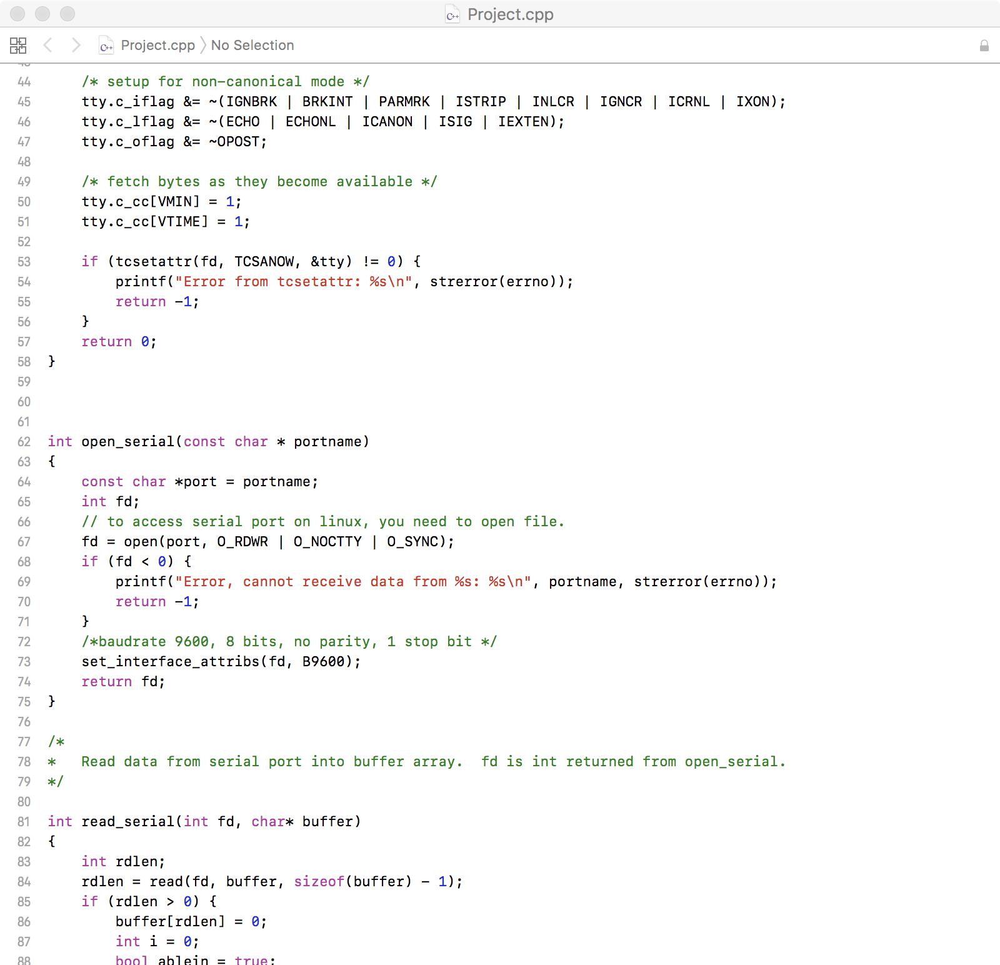 C++ Project.cpp
C++ Project.cpp 〉 No Selection
44 /* setup for non-canonical mode */
45 tty.c_iflag &= ~(IGNBRK | BRKINT | PARMRK | ISTRIP | INLCR | IGNCR | ICRNL | IXON);
46 tty.c_lflag &= ~(ECHO | ECHONL | ICANON | ISIG | IEXTEN);
47 tty.c_oflag &= ~OPOST;
48
49 /* fetch bytes as they become available */
50 tty.c_cc[VMIN] = 1;
51 tty.c_cc[VTIME] = 1;
52
53 if (tcsetattr(fd, TCSANOW, &tty) != 0) {
54 printf("Error from tcsetattr: %s\n", strerror(errno));
55 return -1;
56 }
57 return 0;
58 }
59
60
61
62 int open_serial(const char * portname)
63 {
64 const char *port = portname;
65 int fd;
66 // to access serial port on linux, you need to open file.
67 fd = open(port, O_RDWR | O_NOCTTY | O_SYNC);
68 if (fd < 0) {
69 printf("Error, cannot receive data from %s: %s\n", portname, strerror(errno));
70 return -1;
71 }
72 /*baudrate 9600, 8 bits, no parity, 1 stop bit */
73 set_interface_attribs(fd, B9600);
74 return fd;
75 }
76
77 /*
78 * Read data from serial port into buffer array.  fd is int returned from open_serial.
79 */
80
81 int read_serial(int fd, char* buffer)
82 {
83 int rdlen;
84 rdlen = read(fd, buffer, sizeof(buffer) - 1);
85 if (rdlen > 0) {
86 buffer[rdlen] = 0;
87 int i = 0;
88 bool ablein = true;